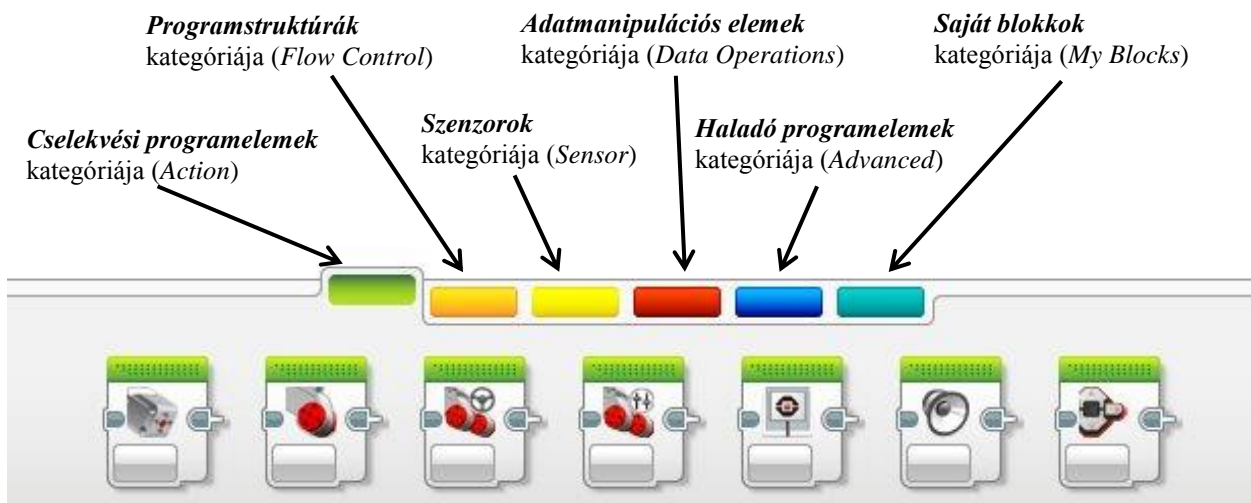 Programstruktúrák
kategóriája (Flow Control)
Adatmanipulációs elemek
kategóriája (Data Operations)
Saját blokkok
kategóriája (My Blocks)
Cselekvési programelemek
kategóriája (Action)
Szenzorok
kategóriája (Sensor)
Haladó programelemek
kategóriája (Advanced)